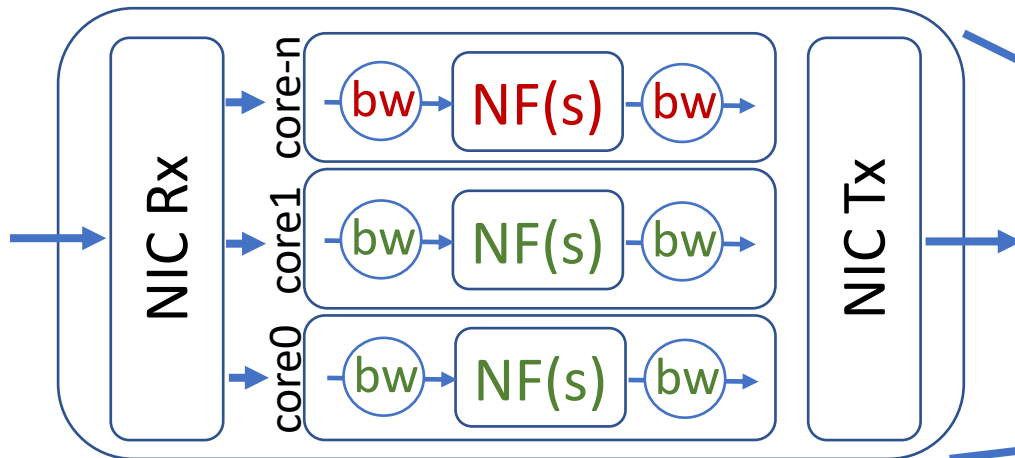 NIC Rx
core-n
bw
NF(s)
bw
core1
bw
NF(s)
bw
core0
bw
NF(s)
bw
NIC Tx